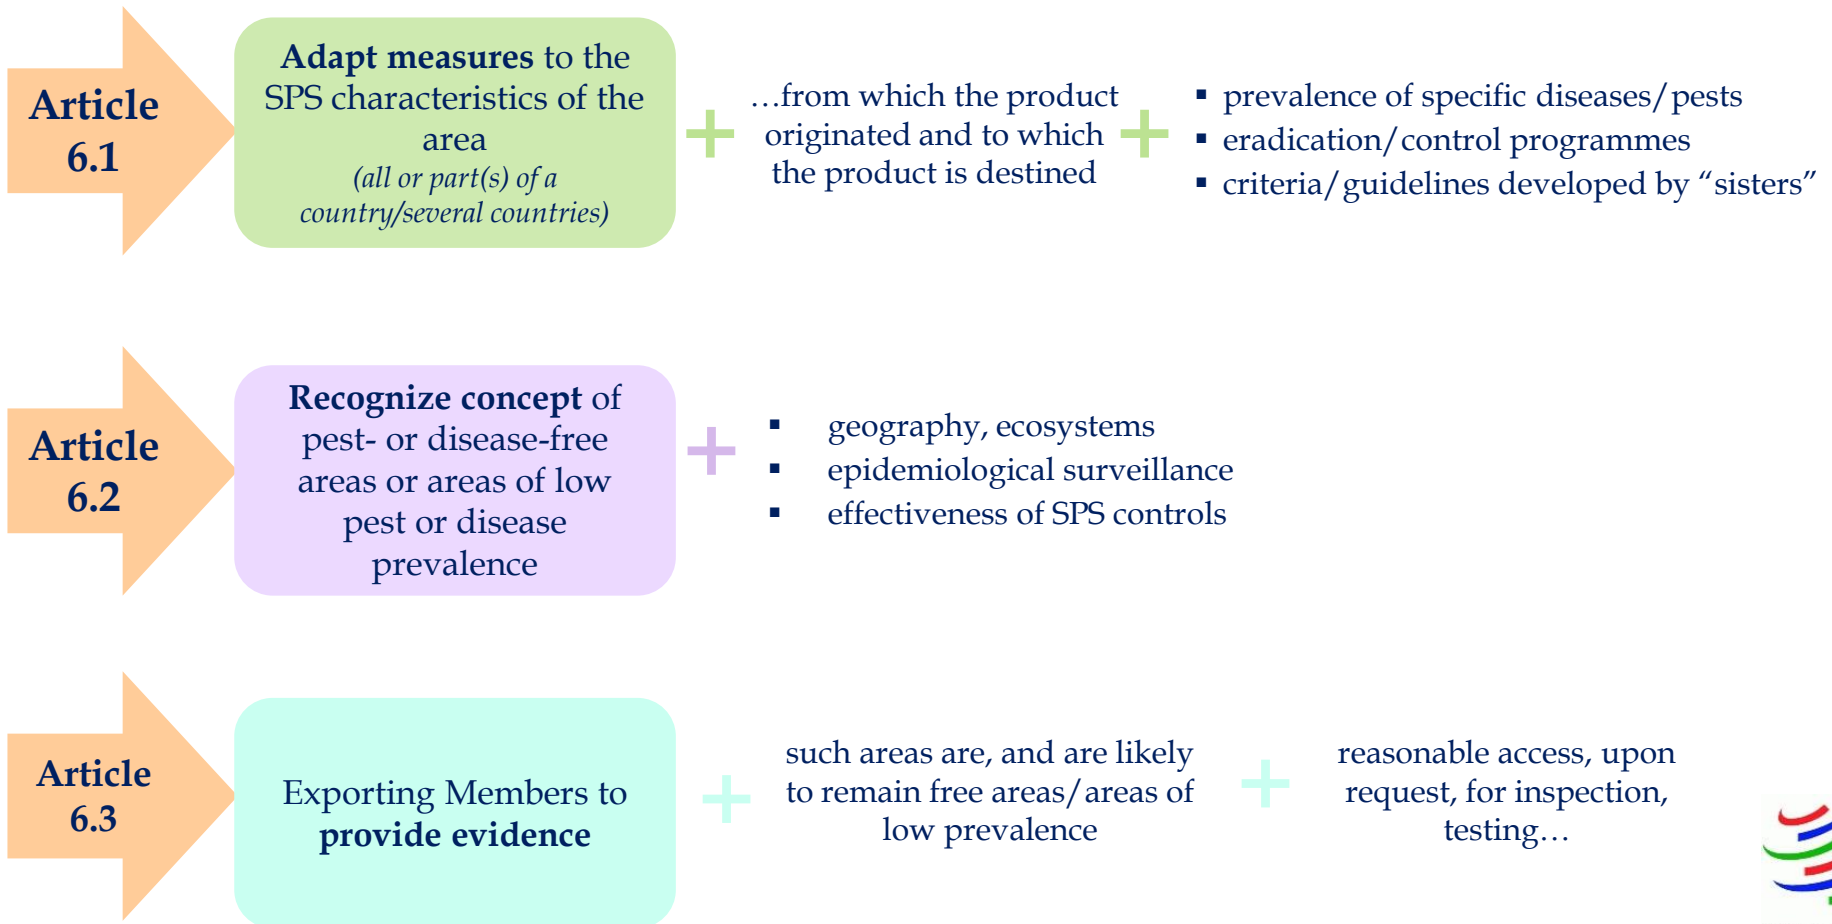 Article
6.1
Adapt measures to the
SPS characteristics of the
area
(all or part(s) of a
country/several countries)
+
…from which the product
originated and to which
the product is destined
+
▪ prevalence of specific diseases/pests
▪ eradication/control programmes
▪ criteria/guidelines developed by “sisters”
Article
6.2
Recognize concept of
pest- or disease-free
areas or areas of low
pest or disease
prevalence
+
▪ geography, ecosystems
▪ epidemiological surveillance
▪ effectiveness of SPS controls
Article
6.3
Exporting Members to
provide evidence
+
such areas are, and are likely
to remain free areas/areas of
low prevalence
+
reasonable access, upon
request, for inspection,
testing…